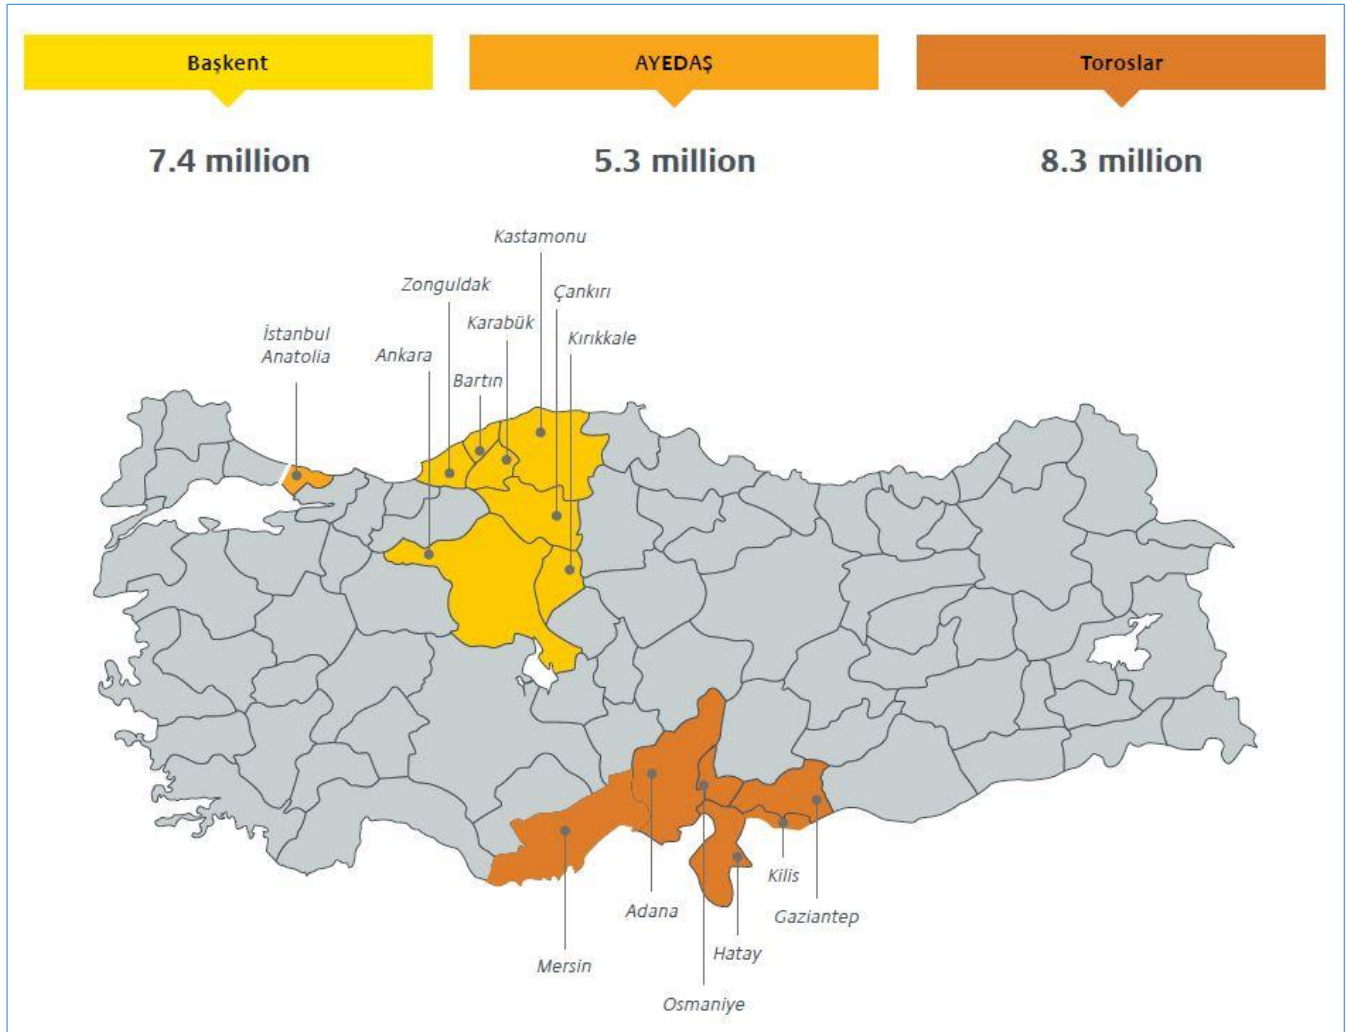 Başkent
AYEDAŞ
Toroslar
7.4 million
5.3 million
8.3 million
Kastamonu
Zonguldak
Çankırı
Karabük
İstanbul
Anatolia
Ankara
Kırıkkale
Bartın
Kilis
Adana
Gaziantep
Hatay
Mersin
Osmaniye